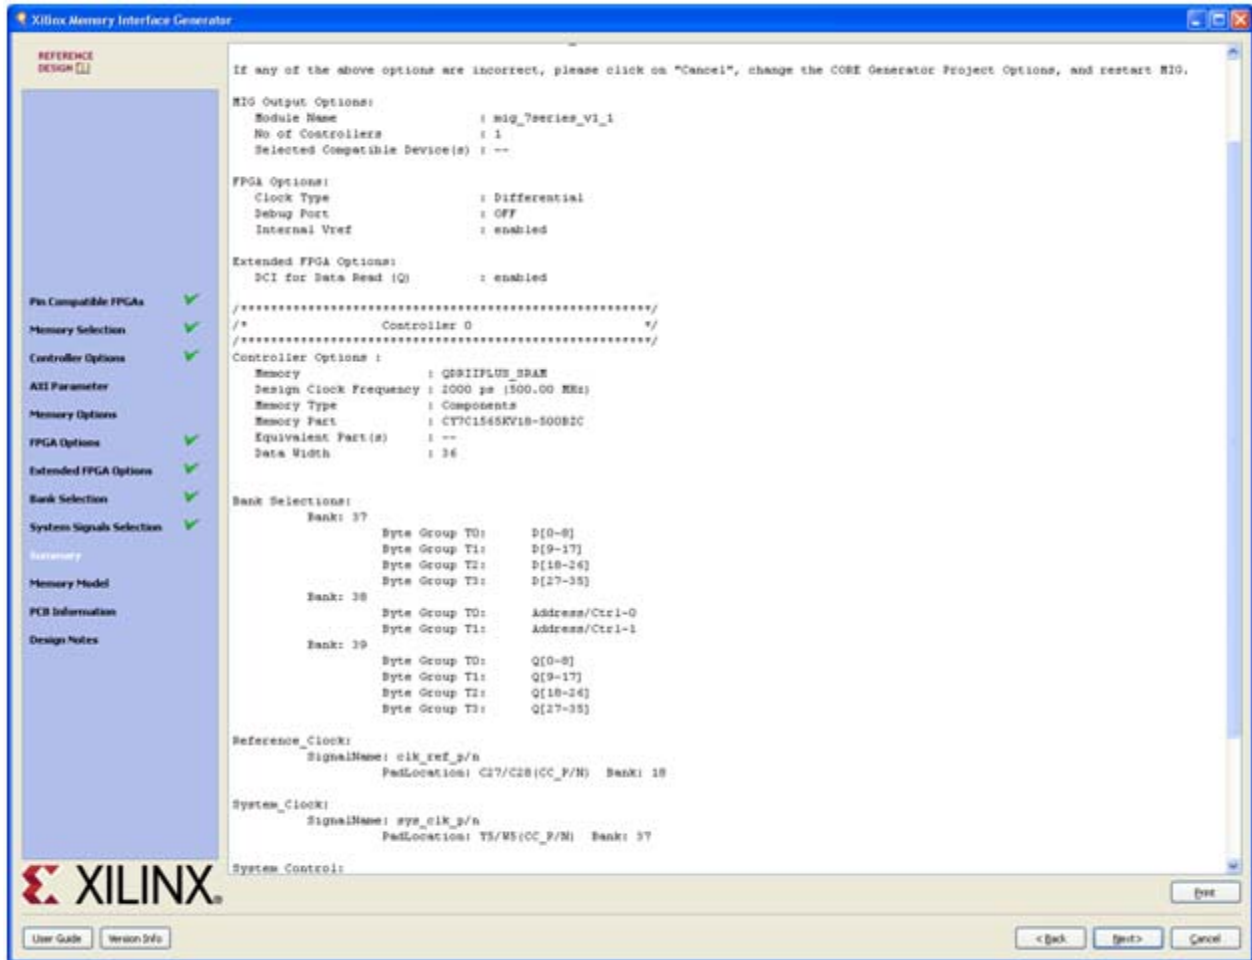 Xilinx Memory Interface Generator
REFERENCE
DESIGN
If any of the above options are incorrect, please click on "Cancel", change the CORE Generator Project Options, and restart MIG.
MIG Output Options:
Module Name : mig_7series_v1_1
No of Controllers : 1
Selected Compatible Device(s) : --
FPGA Options:
Clock Type : Differential
Debug Port : OFF
Internal Vref : enabled
Extended FPGA Options:
DCI for Data Read (Q) : enabled
/*******************************************************/
/* Controller 0 */
/*******************************************************/
Controller Options :
Memory : QDRIIPLUS_SRAM
Design Clock Frequency : 2000 ps (500.00 MHz)
Memory Type : Components
Memory Part : CY7C1565KV18-500BZC
Equivalent Part(s) : --
Data Width : 36
Bank Selections:
Bank: 37
Byte Group T0: D[0-8]
Byte Group T1: D[9-17]
Byte Group T2: D[18-26]
Byte Group T3: D[27-35]
Bank: 38
Byte Group T0: Address/Ctrl-0
Byte Group T1: Address/Ctrl-1
Bank: 39
Byte Group T0: Q[0-8]
Byte Group T1: Q[9-17]
Byte Group T2: Q[18-26]
Byte Group T3: Q[27-35]
Reference_Clock:
SignalName: clk_ref_p/n
PadLocation: C27/C28(CC_P/N) Bank: 18
System_Clock:
SignalName: sys_clk_p/n
PadLocation: Bank: 37
System Control:
Pin Compatible FPGAs
Memory Selection
Controller Options
AXI Parameter
Memory Options
FPGA Options
Extended FPGA Options
Bank Selection
System Signals Selection
Summary
Memory Model
PCB Information
Design Notes
XILINX
Print
User Guide
Version Info
< Back
Next>
Cancel